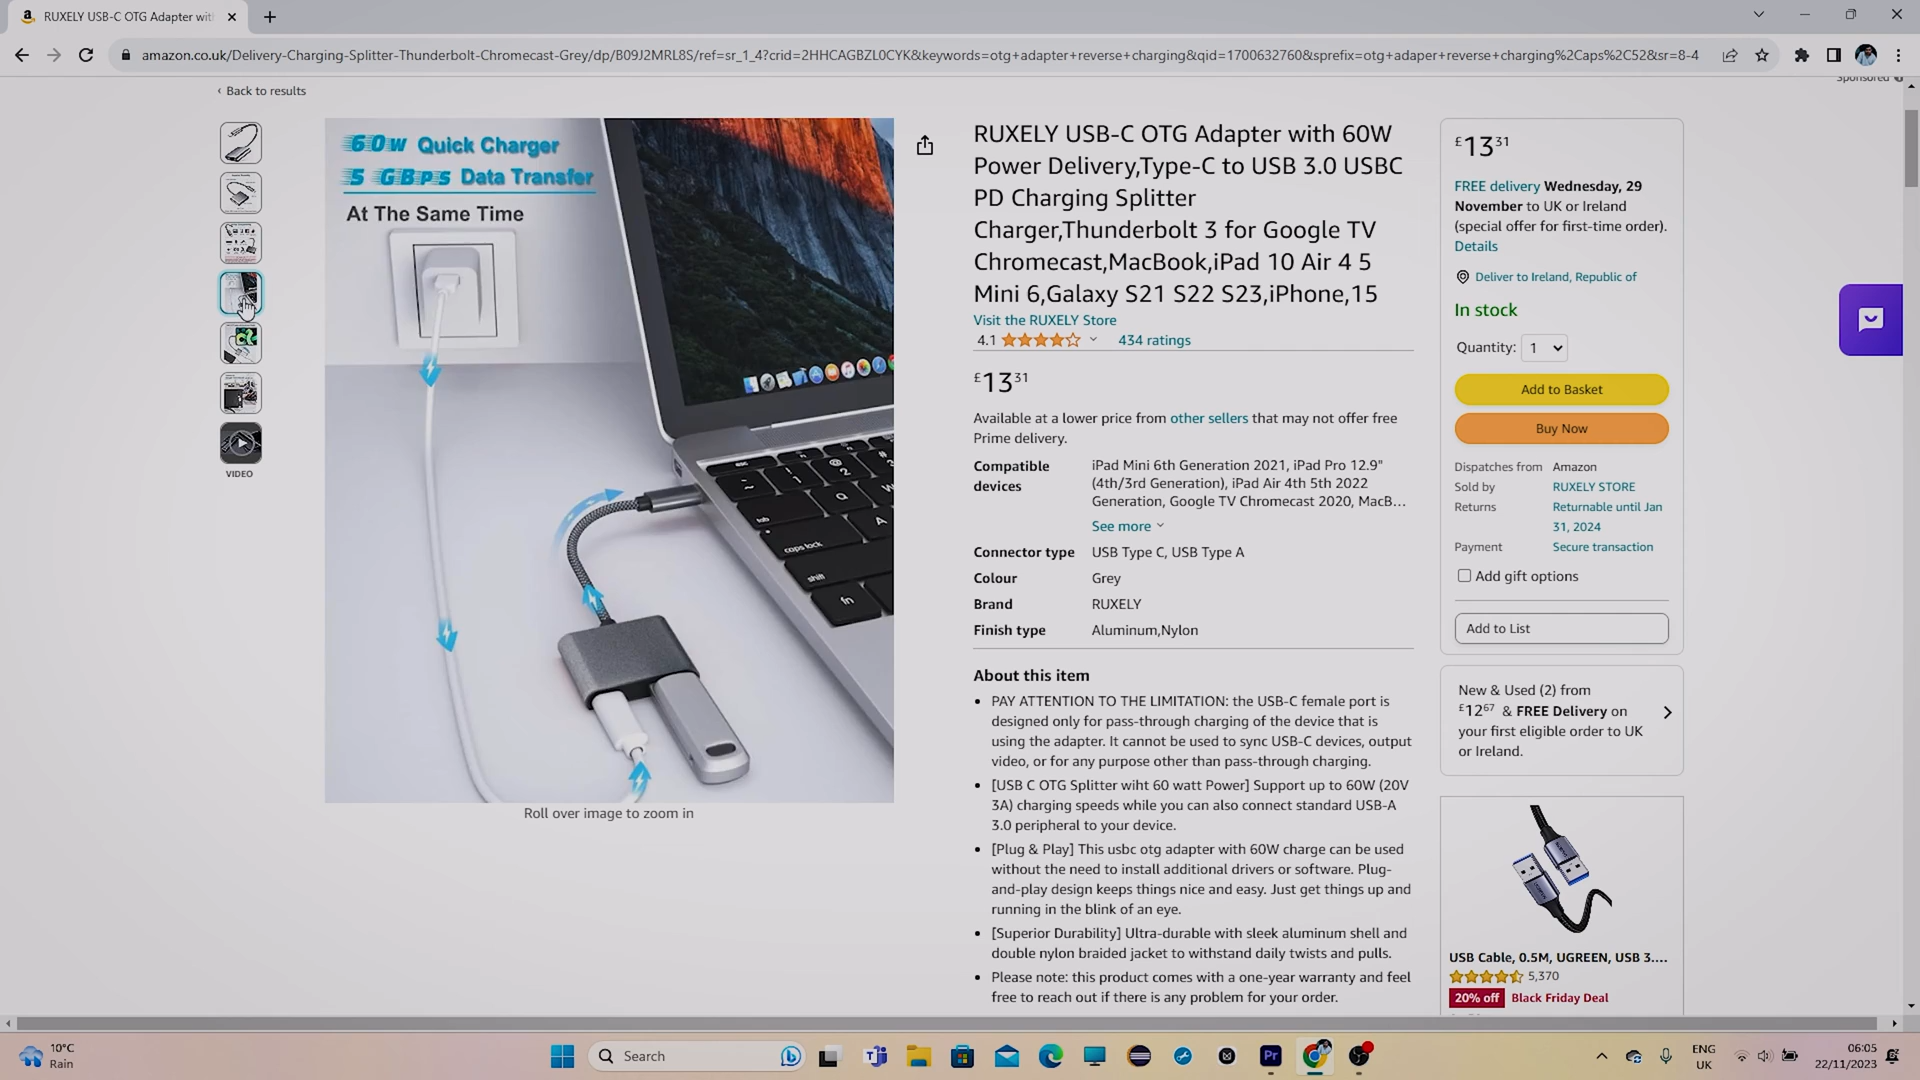 RUXELY USB-C OTG Adapter with
amazon.co.uk/Delivery-Charging-Splitter-Thunderbolt-Chromecast-Grey/dp/B09J2MRL8S/ref=sr_1_4?crid=2HHCAGBZL0CYK&keywords=otg+adapter+reverse+charging&qid=1700632760&sprefix=otg+adaper+reverse+charging%2Caps%2C52&sr=8-4
Sponsored
‹ Back to results
60w Quick Charger
5 GBps Data Transfer
At The Same Time
VIDEO
Roll over image to zoom in
RUXELY USB-C OTG Adapter with 60W
Power Delivery,Type-C to USB 3.0 USBC
PD Charging Splitter
Charger,Thunderbolt 3 for Google TV
Chromecast,MacBook,iPad 10 Air 4 5
Mini 6,Galaxy S21 S22 S23,iPhone,15
Visit the RUXELY Store
4.1 434 ratings
£13 31
Available at a lower price from other sellers that may not offer free
Prime delivery.
Compatible devices iPad Mini 6th Generation 2021, iPad Pro 12.9"
(4th/3rd Generation), iPad Air 4th 5th 2022
Generation, Google TV Chromecast 2020, MacB...
See more
Connector type USB Type C, USB Type A
Colour Grey
Brand RUXELY
Finish type Aluminum,Nylon
About this item
• PAY ATTENTION TO THE LIMITATION: the USB-C female port is
designed only for pass-through charging of the device that is
using the adapter. It cannot be used to sync USB-C devices, output
video, or for any purpose other than pass-through charging.
• [USB C OTG Splitter wiht 60 watt Power] Support up to 60W (20V
3A) charging speeds while you can also connect standard USB-A
3.0 peripheral to your device.
• [Plug & Play] This usbc otg adapter with 60W charge can be used
without the need to install additional drivers or software. Plug-
and-play design keeps things nice and easy. Just get things up and
running in the blink of an eye.
• [Superior Durability] Ultra-durable with sleek aluminum shell and
double nylon braided jacket to withstand daily twists and pulls.
• Please note: this product comes with a one-year warranty and feel
free to reach out if there is any problem for your order.
£13 31
FREE delivery Wednesday, 29
November to UK or Ireland
(special offer for first-time order).
Details
Deliver to Ireland, Republic of
In stock
Quantity: 1
Add to Basket
Buy Now
Dispatches from Amazon
Sold by RUXELY STORE
Returns Returnable until Jan
31, 2024
Payment Secure transaction
Add gift options
Add to List
New & Used (2) from
£12 67 & FREE Delivery on
your first eligible order to UK
or Ireland.
USB Cable, 0.5M, UGREEN, USB 3....
5,370
20% off Black Friday Deal
10°C
Rain
Search
ENG
UK
06:05
22/11/2023